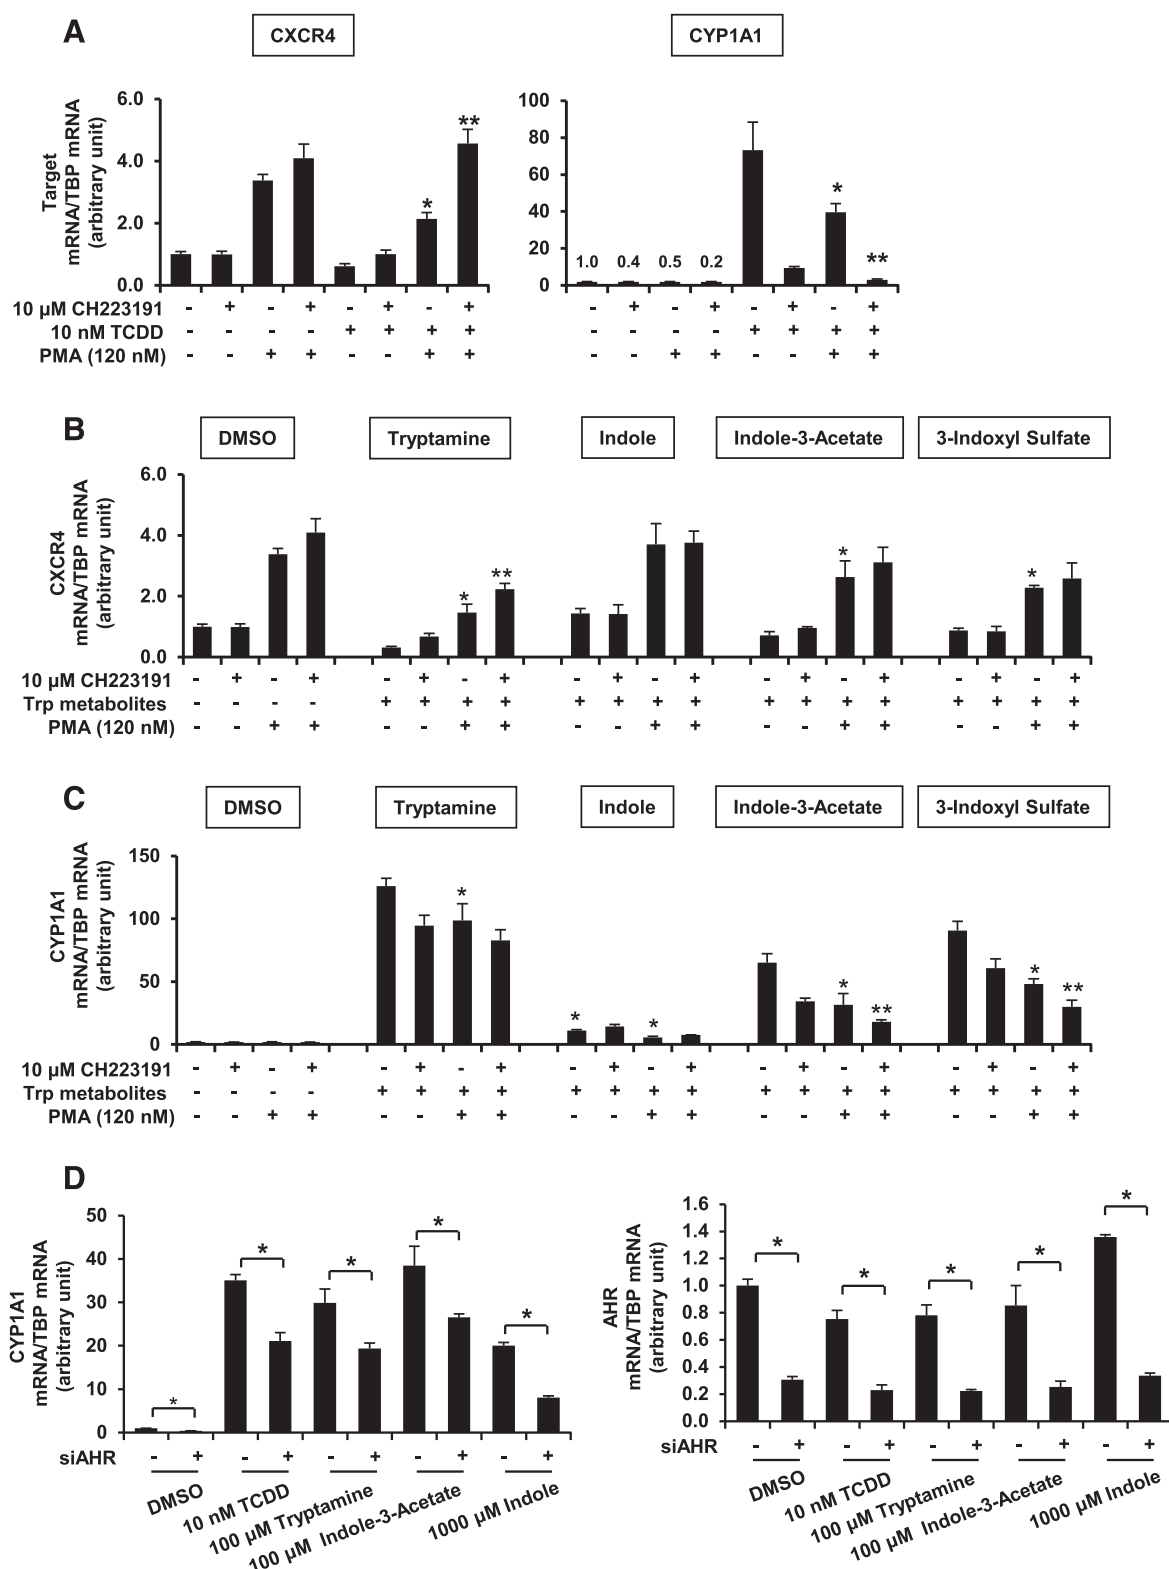 A
CXCR4
CYP1A1
Target
mRNA/TBP mRNA
(arbitrary unit)
6.0
4.0
2.0
0.0
*
**
100
80
60
40
20
0
1.0 0.4 0.5 0.2
*
**
10 µM CH223191 - + - + - + - + - + - + - + - +
10 nM TCDD - - - - + + + + - - - - + + + +
PMA (120 nM) - - + + - - + + - - + + - - + +
B
DMSO
Tryptamine
Indole
Indole-3-Acetate
3-Indoxyl Sulfate
CXCR4
mRNA/TBP mRNA
(arbitrary unit)
6.0
4.0
2.0
0.0
* ** * *
10 µM CH223191 - + - + - + - + - + - + - + - + - + - +
Trp metabolites - - - - + + + + + + + + + + + + + + + +
PMA (120 nM) - - + + - - + + - - + + - - + + - - + +
C
DMSO
Tryptamine
Indole
Indole-3-Acetate
3-Indoxyl Sulfate
CYP1A1
mRNA/TBP mRNA
(arbitrary unit)
150
100
50
0
* * * * ** * **
10 µM CH223191 - + - + - + - + - + - + - + - + - + - +
Trp metabolites - - - - + + + + + + + + + + + + + + + +
PMA (120 nM) - - + + - - + + - - + + - - + + - - + +
D
CYP1A1
mRNA/TBP mRNA
(arbitrary unit)
50
40
30
20
10
0
* * * * *
siAHR - + - + - + - + - +
DMSO
10 nM TCDD
100 µM Tryptamine
100 µM Indole-3-Acetate
1000 µM Indole
AHR
mRNA/TBP mRNA
(arbitrary unit)
1.6
1.4
1.2
1.0
0.8
0.6
0.4
0.2
0.0
* * * * *
siAHR - + - + - + - + - +
DMSO
10 nM TCDD
100 µM Tryptamine
100 µM Indole-3-Acetate
1000 µM Indole